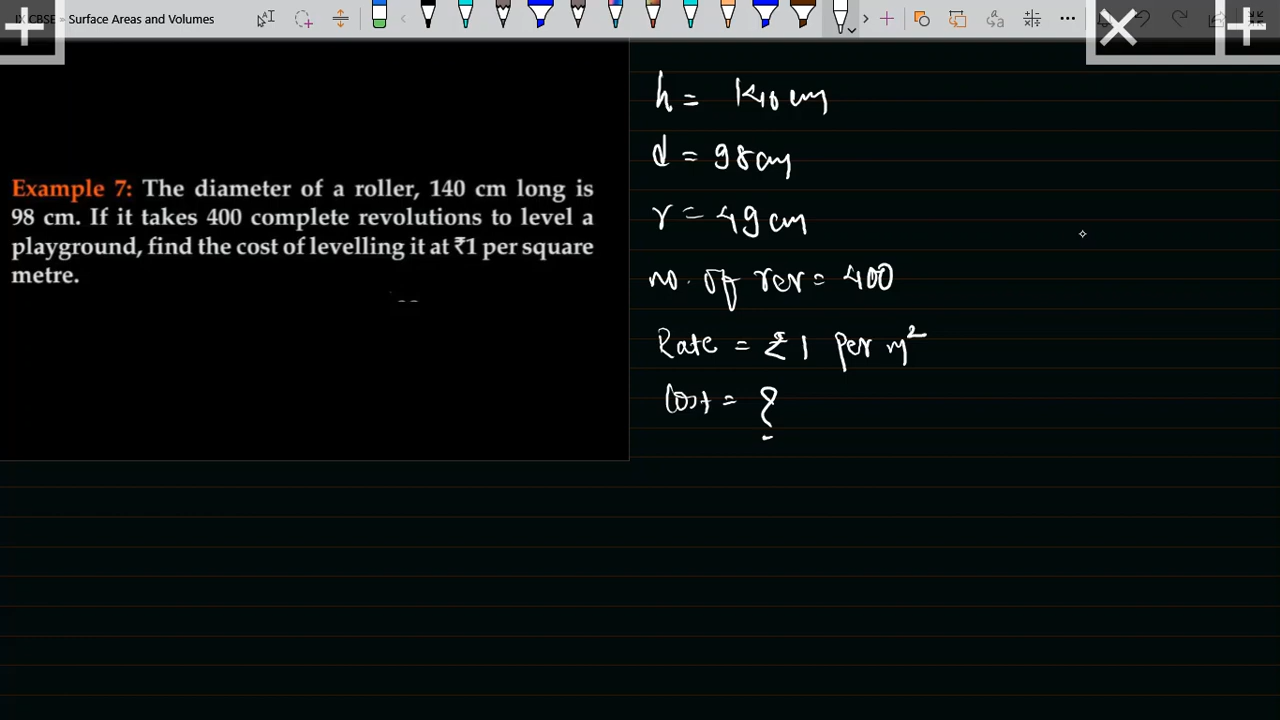 IX CBSE » Surface Areas and Volumes
Example 7: The diameter of a roller, 140 cm long is
98 cm. If it takes 400 complete revolutions to level a
playground, find the cost of levelling it at ₹1 per square
metre.
h = 140 cm
d = 98 cm
r = 49 cm
no. of rev = 400
Rate = ₹ 1 per m²
Cost = ?